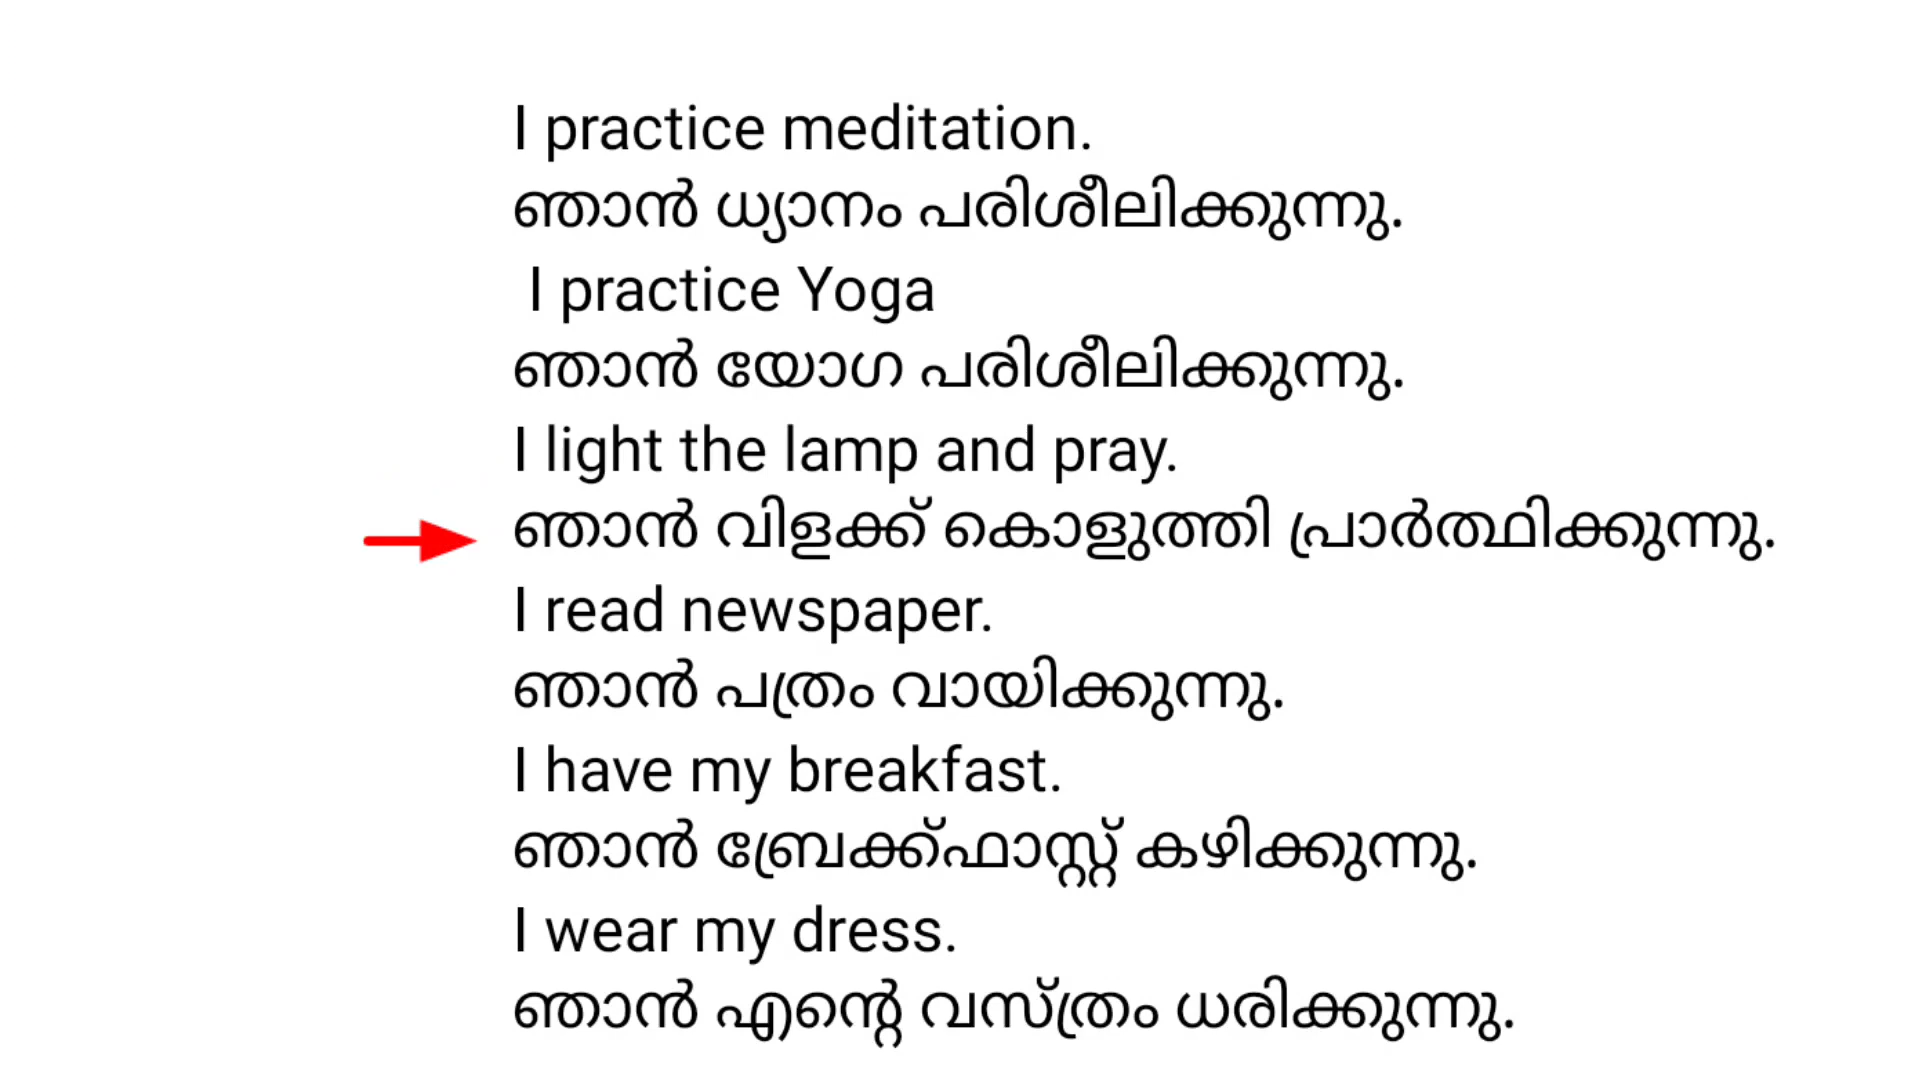 I practice meditation.
ഞാൻ ധ്യാനം പരിശീലിക്കുന്നു.
I practice Yoga
ഞാൻ യോഗ പരിശീലിക്കുന്നു.
I light the lamp and pray.
ഞാൻ വിളക്ക് കൊളുത്തി പ്രാർത്ഥിക്കുന്നു.
I read newspaper.
ഞാൻ പത്രം വായിക്കുന്നു.
I have my breakfast.
ഞാൻ ബ്രേക്ക്ഫാസ്റ്റ് കഴിക്കുന്നു.
I wear my dress.
ഞാൻ എന്റെ വസ്ത്രം ധരിക്കുന്നു.